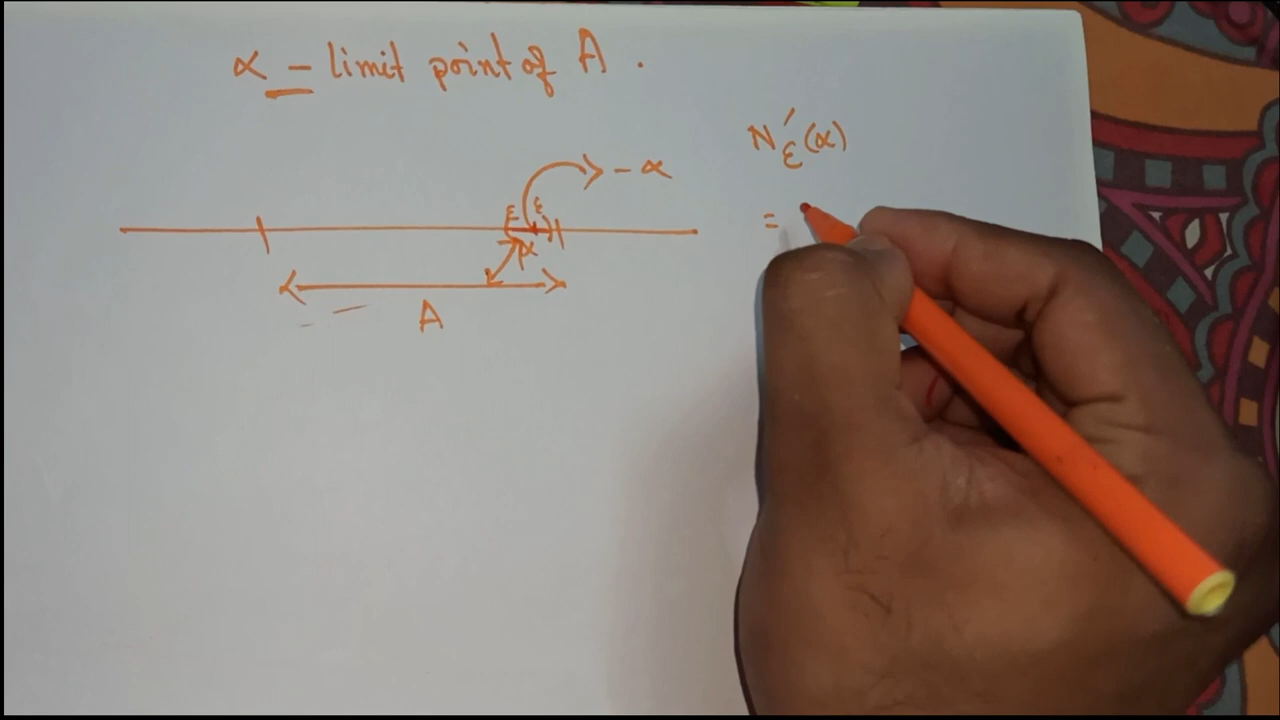 α – limit point of A .
N'ε(α)
– α
ε ε
=
α
A